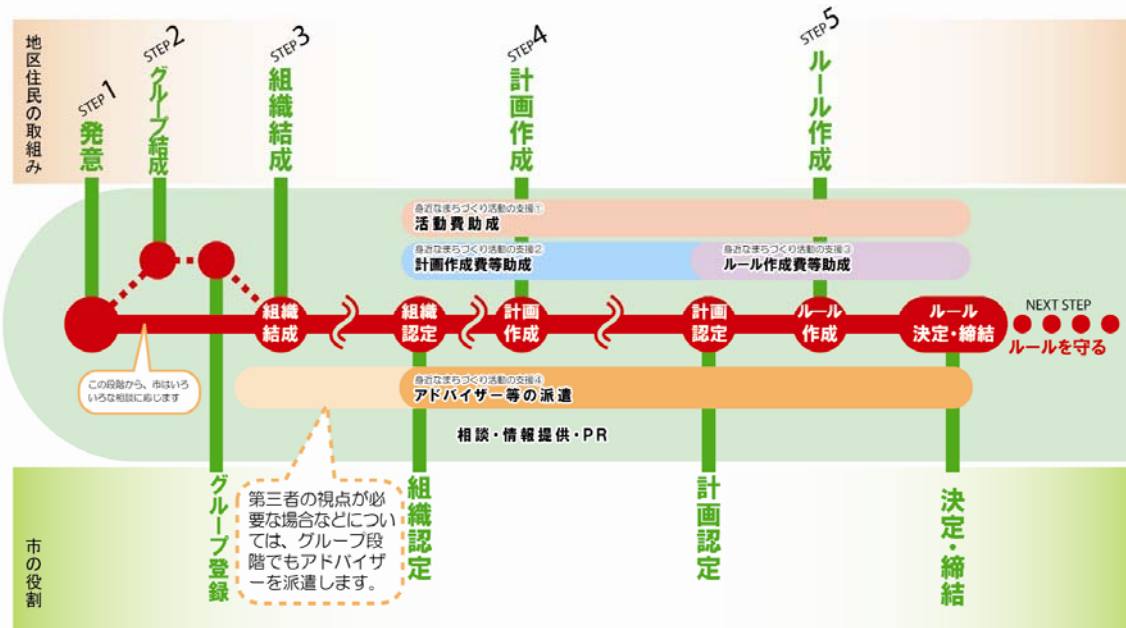 地区住民の取組み
STEP1
発意
STEP2
グループ結成
STEP3
組織結成
STEP4
計画作成
STEP5
ルール作成
身近なまちづくり活動の支援①
活動費助成
身近なまちづくり活動の支援2
計画作成費等助成
身近なまちづくり活動の支援3
ルール作成費等助成
組織
結成
組織
認定
計画
作成
計画
認定
ルール
作成
ルール
決定・締結
NEXT STEP
ルールを守る
この段階から、市はいろ
いろな相談に応じます
身近なまちづくり活動の支援4
アドバイザー等の派遣
相談・情報提供・PR
第三者の視点が必
要な場合などについ
ては、グループ段
階でもアドバイザ
ーを派遣します。
市の役割
グループ登録
組織認定
計画認定
決定・締結